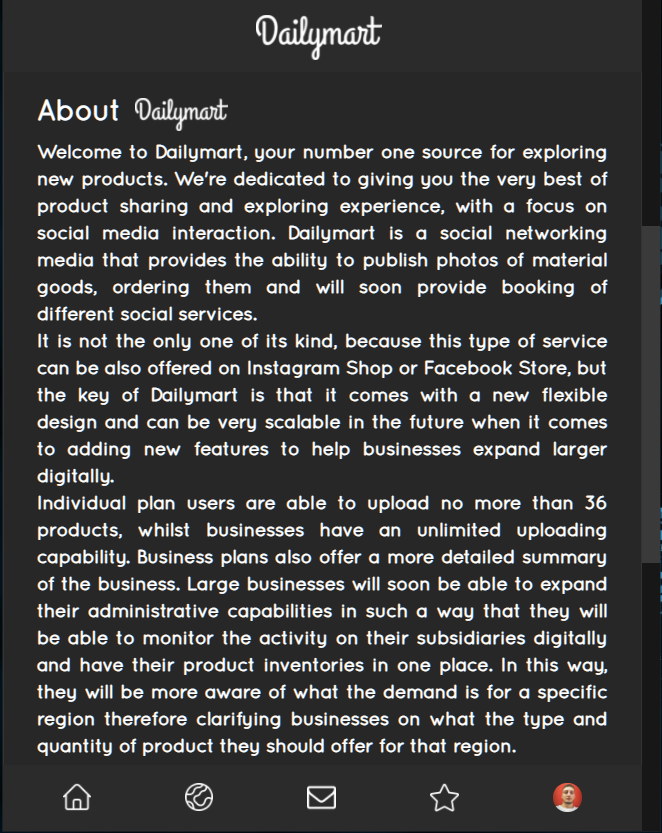 Dailymart
About Dailymart
Welcome to Dailymart, your number one source for exploring
new products. We're dedicated to giving you the very best of
product sharing and exploring experience, with a focus on
social media interaction. Dailymart is a social networking
media that provides the ability to publish photos of material
goods, ordering them and will soon provide booking of
different social services.
It is not the only one of its kind, because this type of service
can be also offered on Instagram Shop or Facebook Store, but
the key of Dailymart is that it comes with a new flexible
design and can be very scalable in the future when it comes
to adding new features to help businesses expand larger
digitally.
Individual plan users are able to upload no more than 36
products, whilst businesses have an unlimited uploading
capability. Business plans also offer a more detailed summary
of the business. Large businesses will soon be able to expand
their administrative capabilities in such a way that they will
be able to monitor the activity on their subsidiaries digitally
and have their product inventories in one place. In this way,
they will be more aware of what the demand is for a specific
region therefore clarifying businesses on what the type and
quantity of product they should offer for that region.